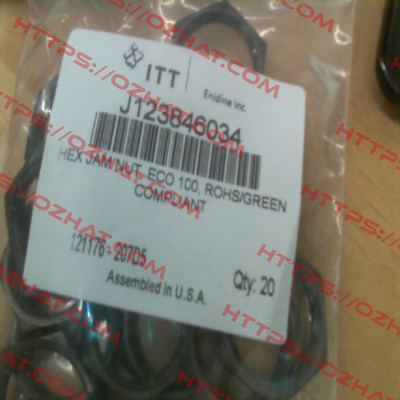 ITT
Enidine Inc.
J123846034
HEX JAM NUT, ECO 100, ROHS/GREEN
COMPLIANT
121176 - 207D5
Qty: 20
Assembled in U.S.A.
HTTPS://OZHAT.COM